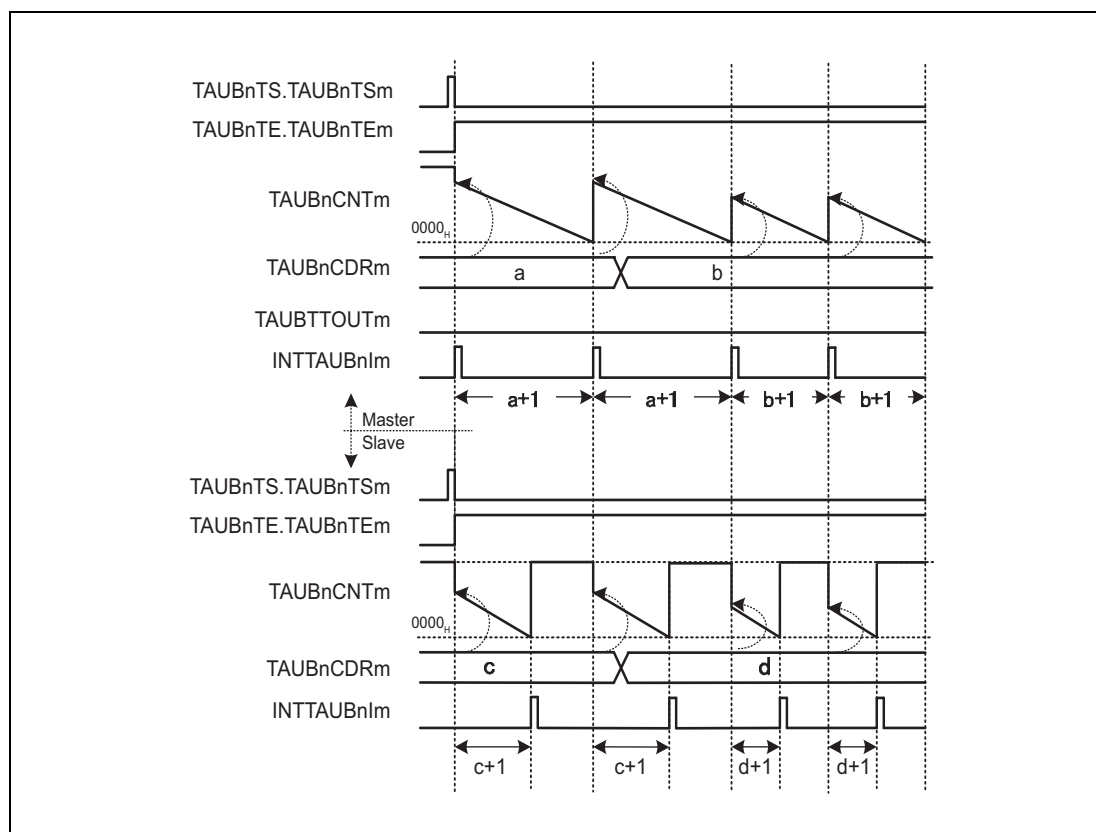 TAUBnTS.TAUBnTSm
TAUBnTE.TAUBnTEm
TAUBnCNTm
0000H
TAUBnCDRm
a
b
TAUBTTOUTm
INTTAUBnIm
a+1
a+1
b+1
b+1
Master
Slave
TAUBnTS.TAUBnTSm
TAUBnTE.TAUBnTEm
TAUBnCNTm
0000H
TAUBnCDRm
c
d
INTTAUBnIm
c+1
c+1
d+1
d+1